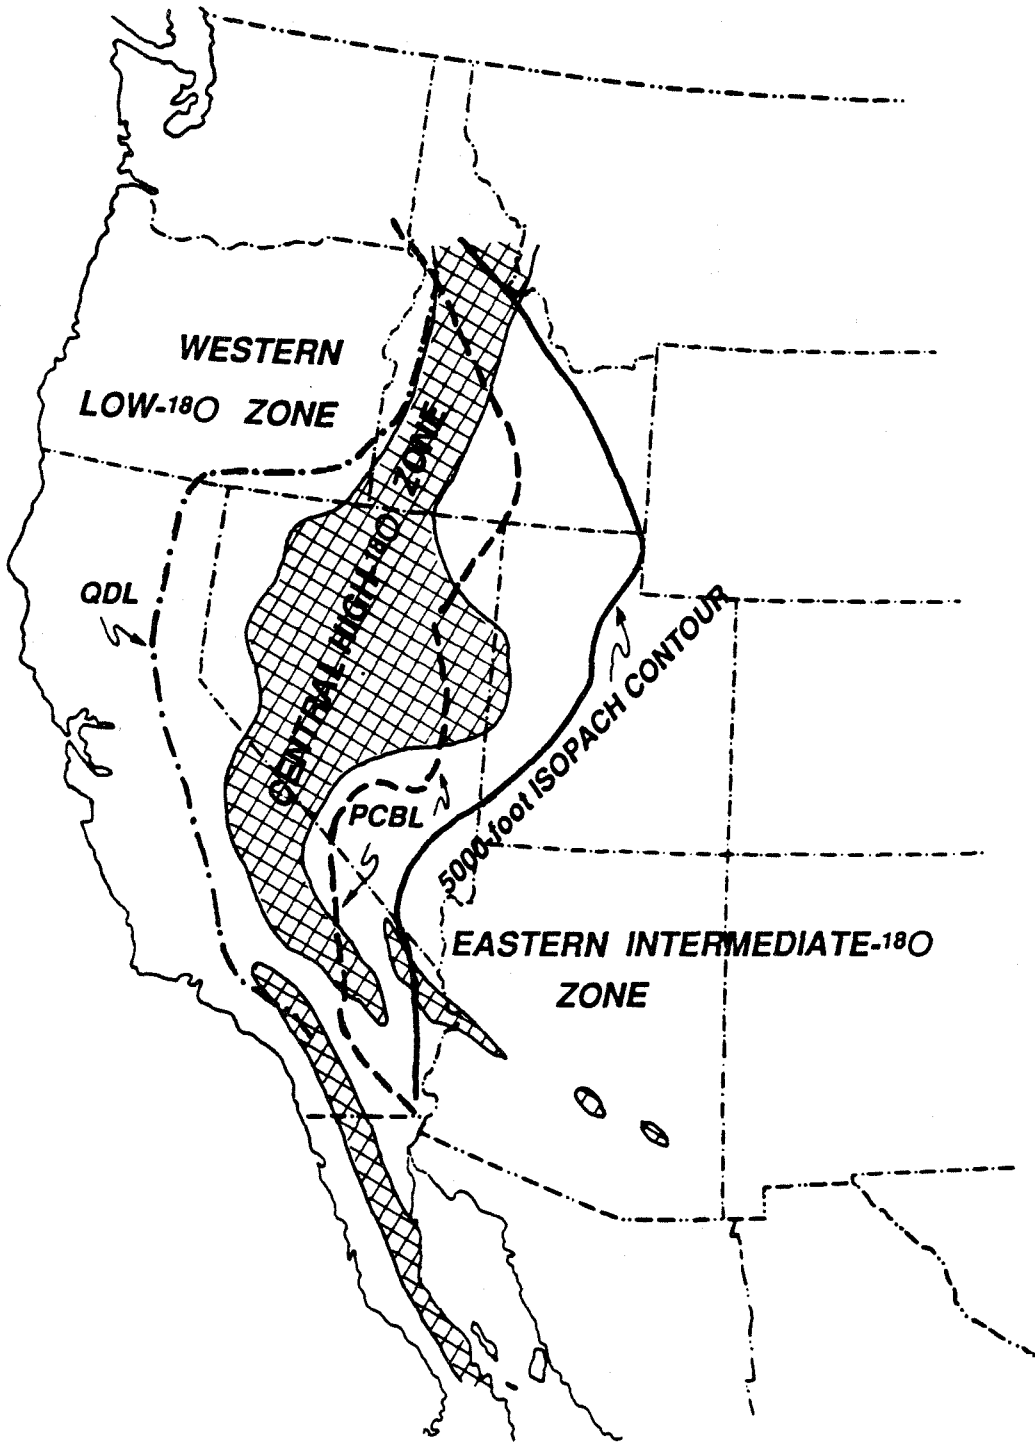 WESTERN
LOW-¹⁸O ZONE
CENTRAL HIGH-¹⁸O ZONE
QDL
PCBL
5000-foot ISOPACH CONTOUR
EASTERN INTERMEDIATE-¹⁸O
ZONE